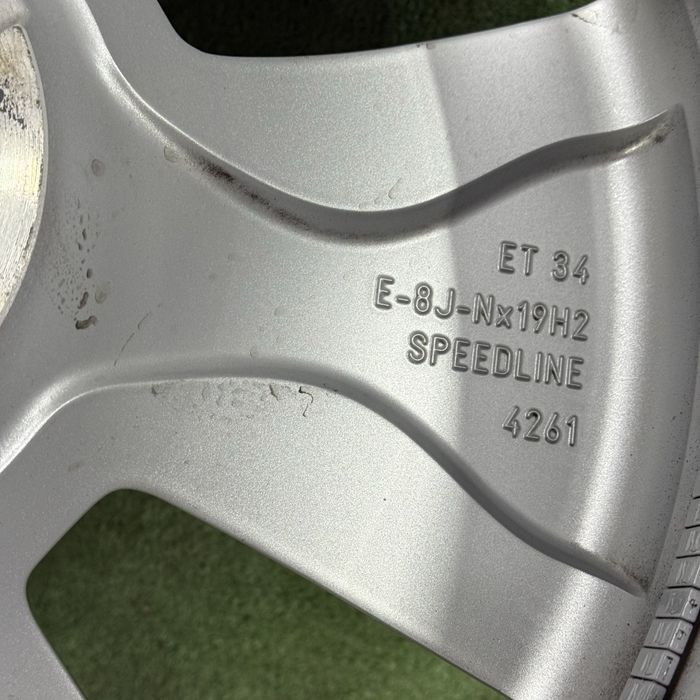 ET 34
E-8J-Nx19H2
SPEEDLINE
4261